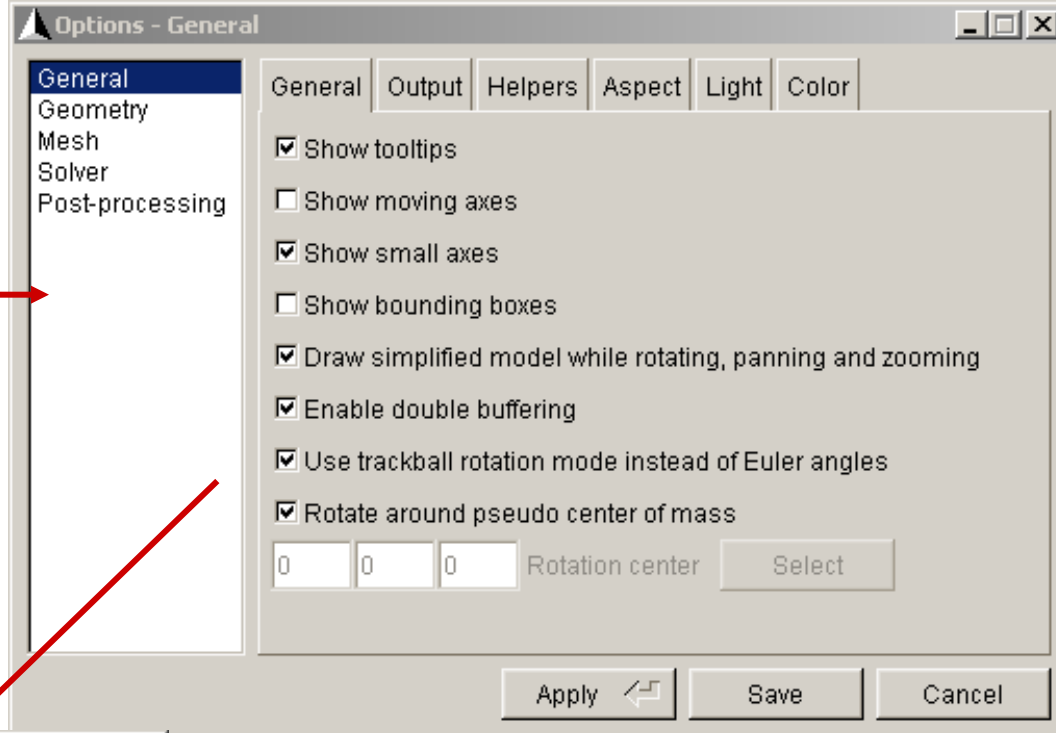 Options - General
General
Geometry
Mesh
Solver
Post-processing
General Output Helpers Aspect Light Color
Show tooltips
Show moving axes
Show small axes
Show bounding boxes
Draw simplified model while rotating, panning and zooming
Enable double buffering
Use trackball rotation mode instead of Euler angles
Rotate around pseudo center of mass
0 0 0 Rotation center Select
Apply Save Cancel